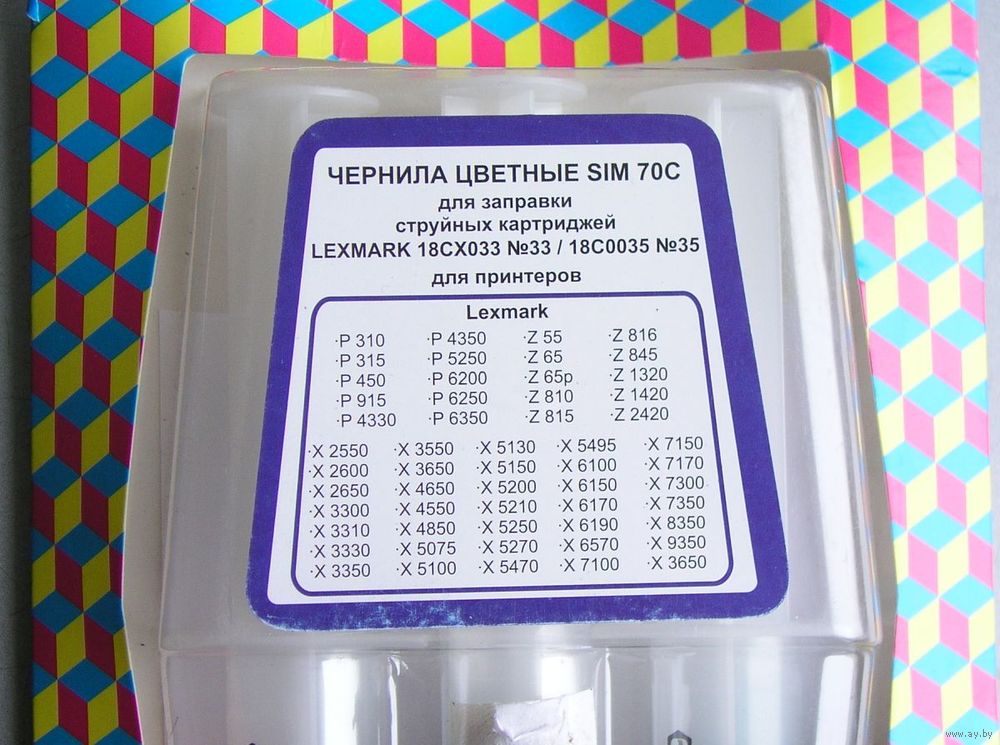 ЧЕРНИЛА ЦВЕТНЫЕ SIM 70C
для заправки
струйных картриджей
LEXMARK 18CX033 №33 / 18C0035 №35
для принтеров
Lexmark
·P 310 ·P 4350 ·Z 55 ·Z 816
·P 315 ·P 5250 ·Z 65 ·Z 845
·P 450 ·P 6200 ·Z 65p ·Z 1320
·P 915 ·P 6250 ·Z 810 ·Z 1420
·P 4330 ·P 6350 ·Z 815 ·Z 2420
·X 2550 ·X 3550 ·X 5130 ·X 5495 ·X 7150
·X 2600 ·X 3650 ·X 5150 ·X 6100 ·X 7170
·X 2650 ·X 4650 ·X 5200 ·X 6150 ·X 7300
·X 3300 ·X 4550 ·X 5210 ·X 6170 ·X 7350
·X 3310 ·X 4850 ·X 5250 ·X 6190 ·X 8350
·X 3330 ·X 5075 ·X 5270 ·X 6570 ·X 9350
·X 3350 ·X 5100 ·X 5470 ·X 7100 ·X 3650
www.ay.by